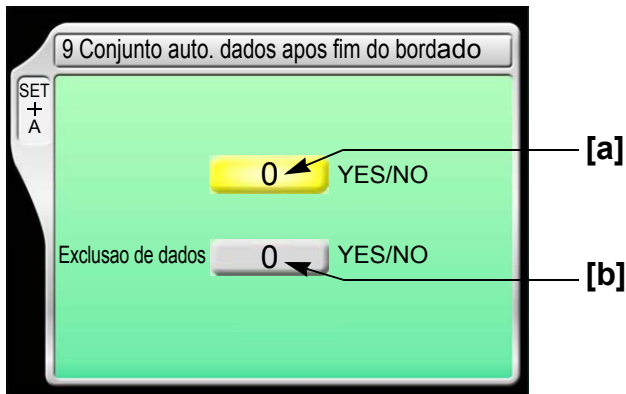 9 Conjunto auto. dados apos fim do bordado
SET
+
A
0 YES/NO
[a]
Exclusao de dados 0 YES/NO
[b]